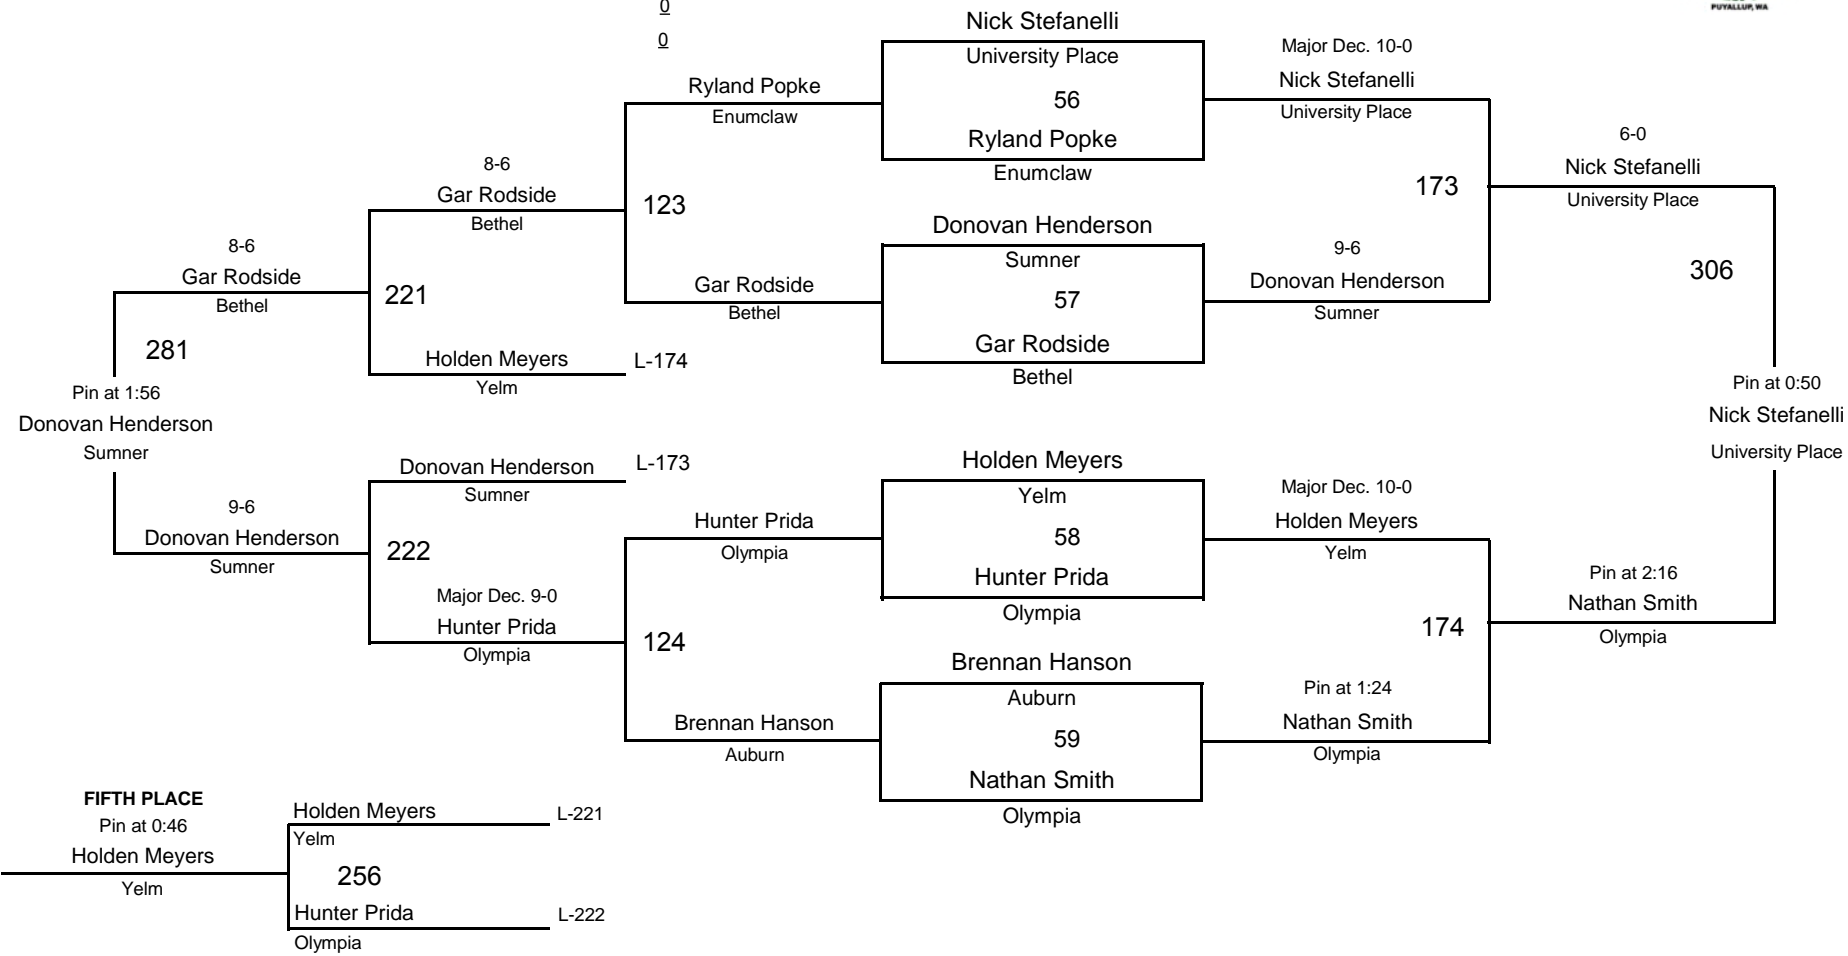 0
PUYALLUP, WA
0
Nick Stefanelli
University Place
56
Ryland Popke
Enumclaw
Major Dec. 10-0
Nick Stefanelli
University Place
Ryland Popke
Enumclaw
8-6
Gar Rodside
Bethel
123
173
6-0
Nick Stefanelli
University Place
Donovan Henderson
Sumner
57
Gar Rodside
Bethel
9-6
Donovan Henderson
Sumner
306
8-6
Gar Rodside
Bethel
221
Gar Rodside
Bethel
281
Holden Meyers
Yelm
L-174
Pin at 1:56
Donovan Henderson
Sumner
Pin at 0:50
Nick Stefanelli
University Place
Donovan Henderson
Sumner
L-173
Holden Meyers
Yelm
58
Hunter Prida
Olympia
Major Dec. 10-0
Holden Meyers
Yelm
9-6
Donovan Henderson
Sumner
222
Hunter Prida
Olympia
Major Dec. 9-0
Hunter Prida
Olympia
124
174
Pin at 2:16
Nathan Smith
Olympia
Brennan Hanson
Auburn
59
Nathan Smith
Olympia
Pin at 1:24
Nathan Smith
Olympia
Brennan Hanson
Auburn
FIFTH PLACE
Pin at 0:46
Holden Meyers
Yelm
Holden Meyers
Yelm
L-221
256
Hunter Prida
Olympia
L-222